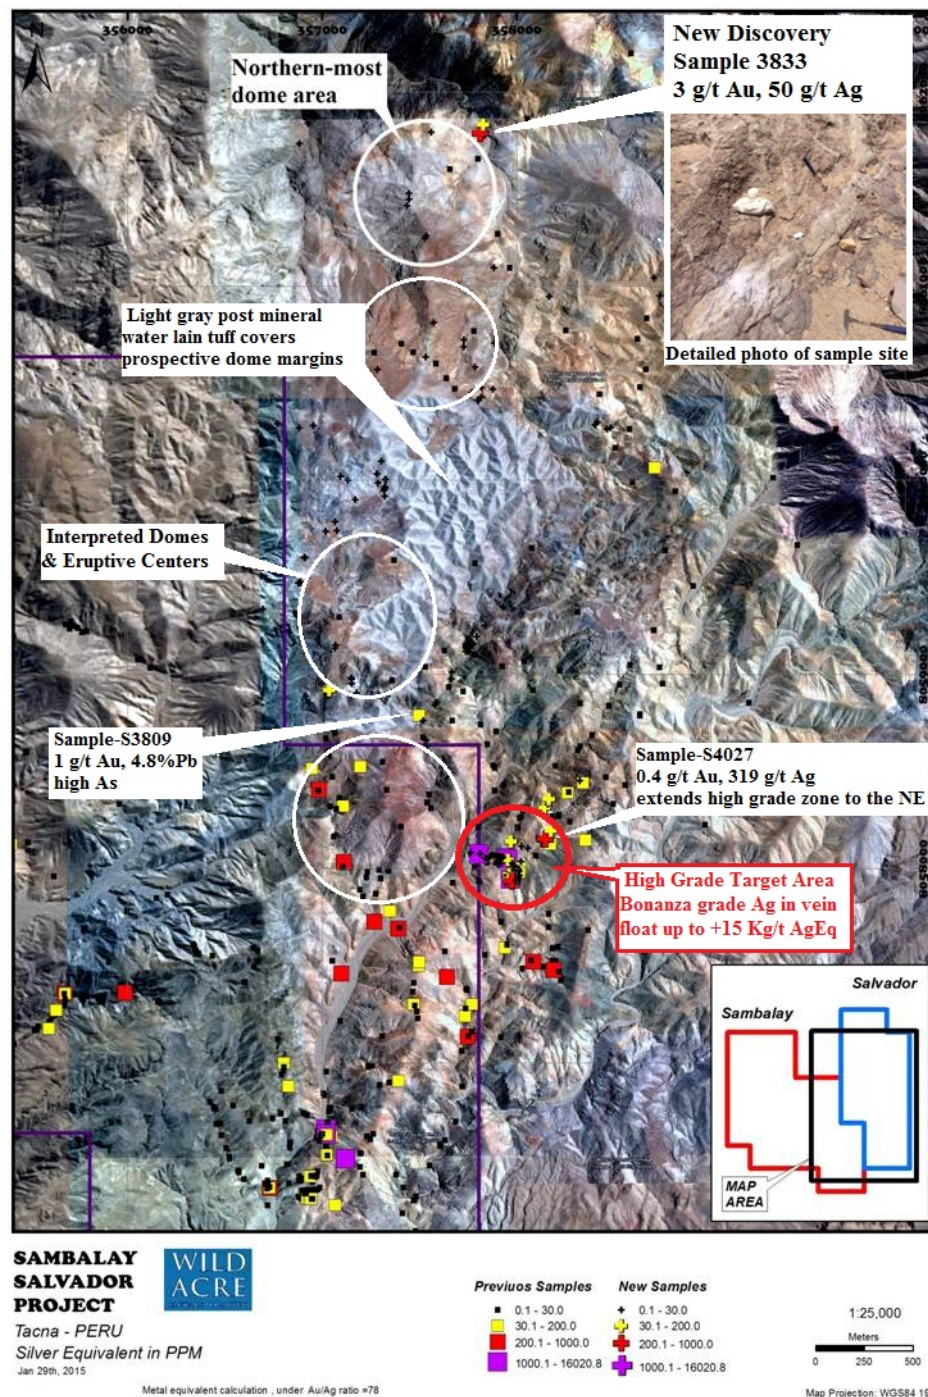 356000
357000
358000
N
Northern-most
dome area
New Discovery
Sample 3833
3 g/t Au, 50 g/t Ag
Detailed photo of sample site
Light gray post mineral
water lain tuff covers
prospective dome margins
Interpreted Domes
& Eruptive Centers
8059000
Sample-S3809
1 g/t Au, 4.8%Pb
high As
Sample-S4027
0.4 g/t Au, 319 g/t Ag
extends high grade zone to the NE
8058000
High Grade Target Area
Bonanza grade Ag in vein
float up to +15 Kg/t AgEq
Salvador
Sambalay
MAP
AREA
SAMBALAY
SALVADOR
PROJECT
WILD
ACRE
Tacna - PERU
Silver Equivalent in PPM
Jan 29th, 2015
Metal equivalent calculation , under Au/Ag ratio =78
Previuos Samples
0.1 - 30.0
30.1 - 200.0
200.1 - 1000.0
1000.1 - 16020.8
New Samples
0.1 - 30.0
30.1 - 200.0
200.1 - 1000.0
1000.1 - 16020.8
1:25,000
Meters
0 250 500
Map Projection: WGS84 19